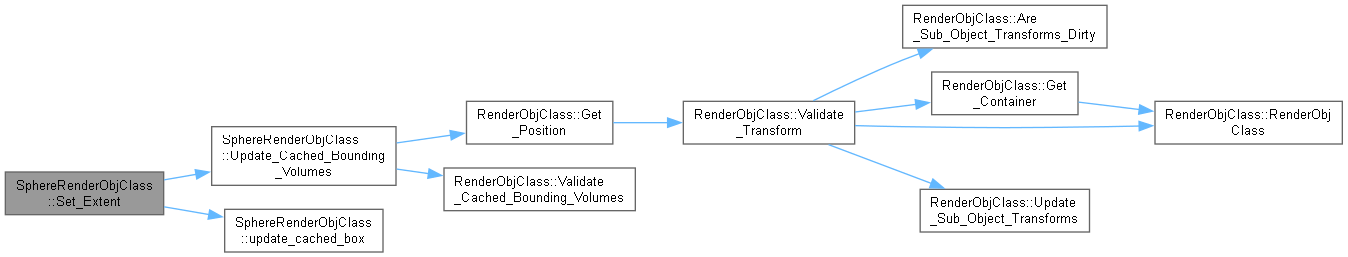 SphereRenderObjClass
::Set_Extent
SphereRenderObjClass
::Update_Cached_Bounding
_Volumes
SphereRenderObjClass
::update_cached_box
RenderObjClass::Get
_Position
RenderObjClass::Validate
_Cached_Bounding_Volumes
RenderObjClass::Validate
_Transform
RenderObjClass::Are
_Sub_Object_Transforms_Dirty
RenderObjClass::Get
_Container
RenderObjClass::Update
_Sub_Object_Transforms
RenderObjClass::RenderObj
Class